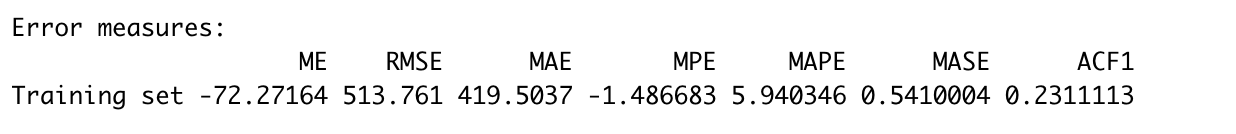 Error measures:
ME RMSE MAE MPE MAPE MASE ACF1
Training set -72.27164 513.761 419.5037 -1.486683 5.940346 0.5410004 0.2311113